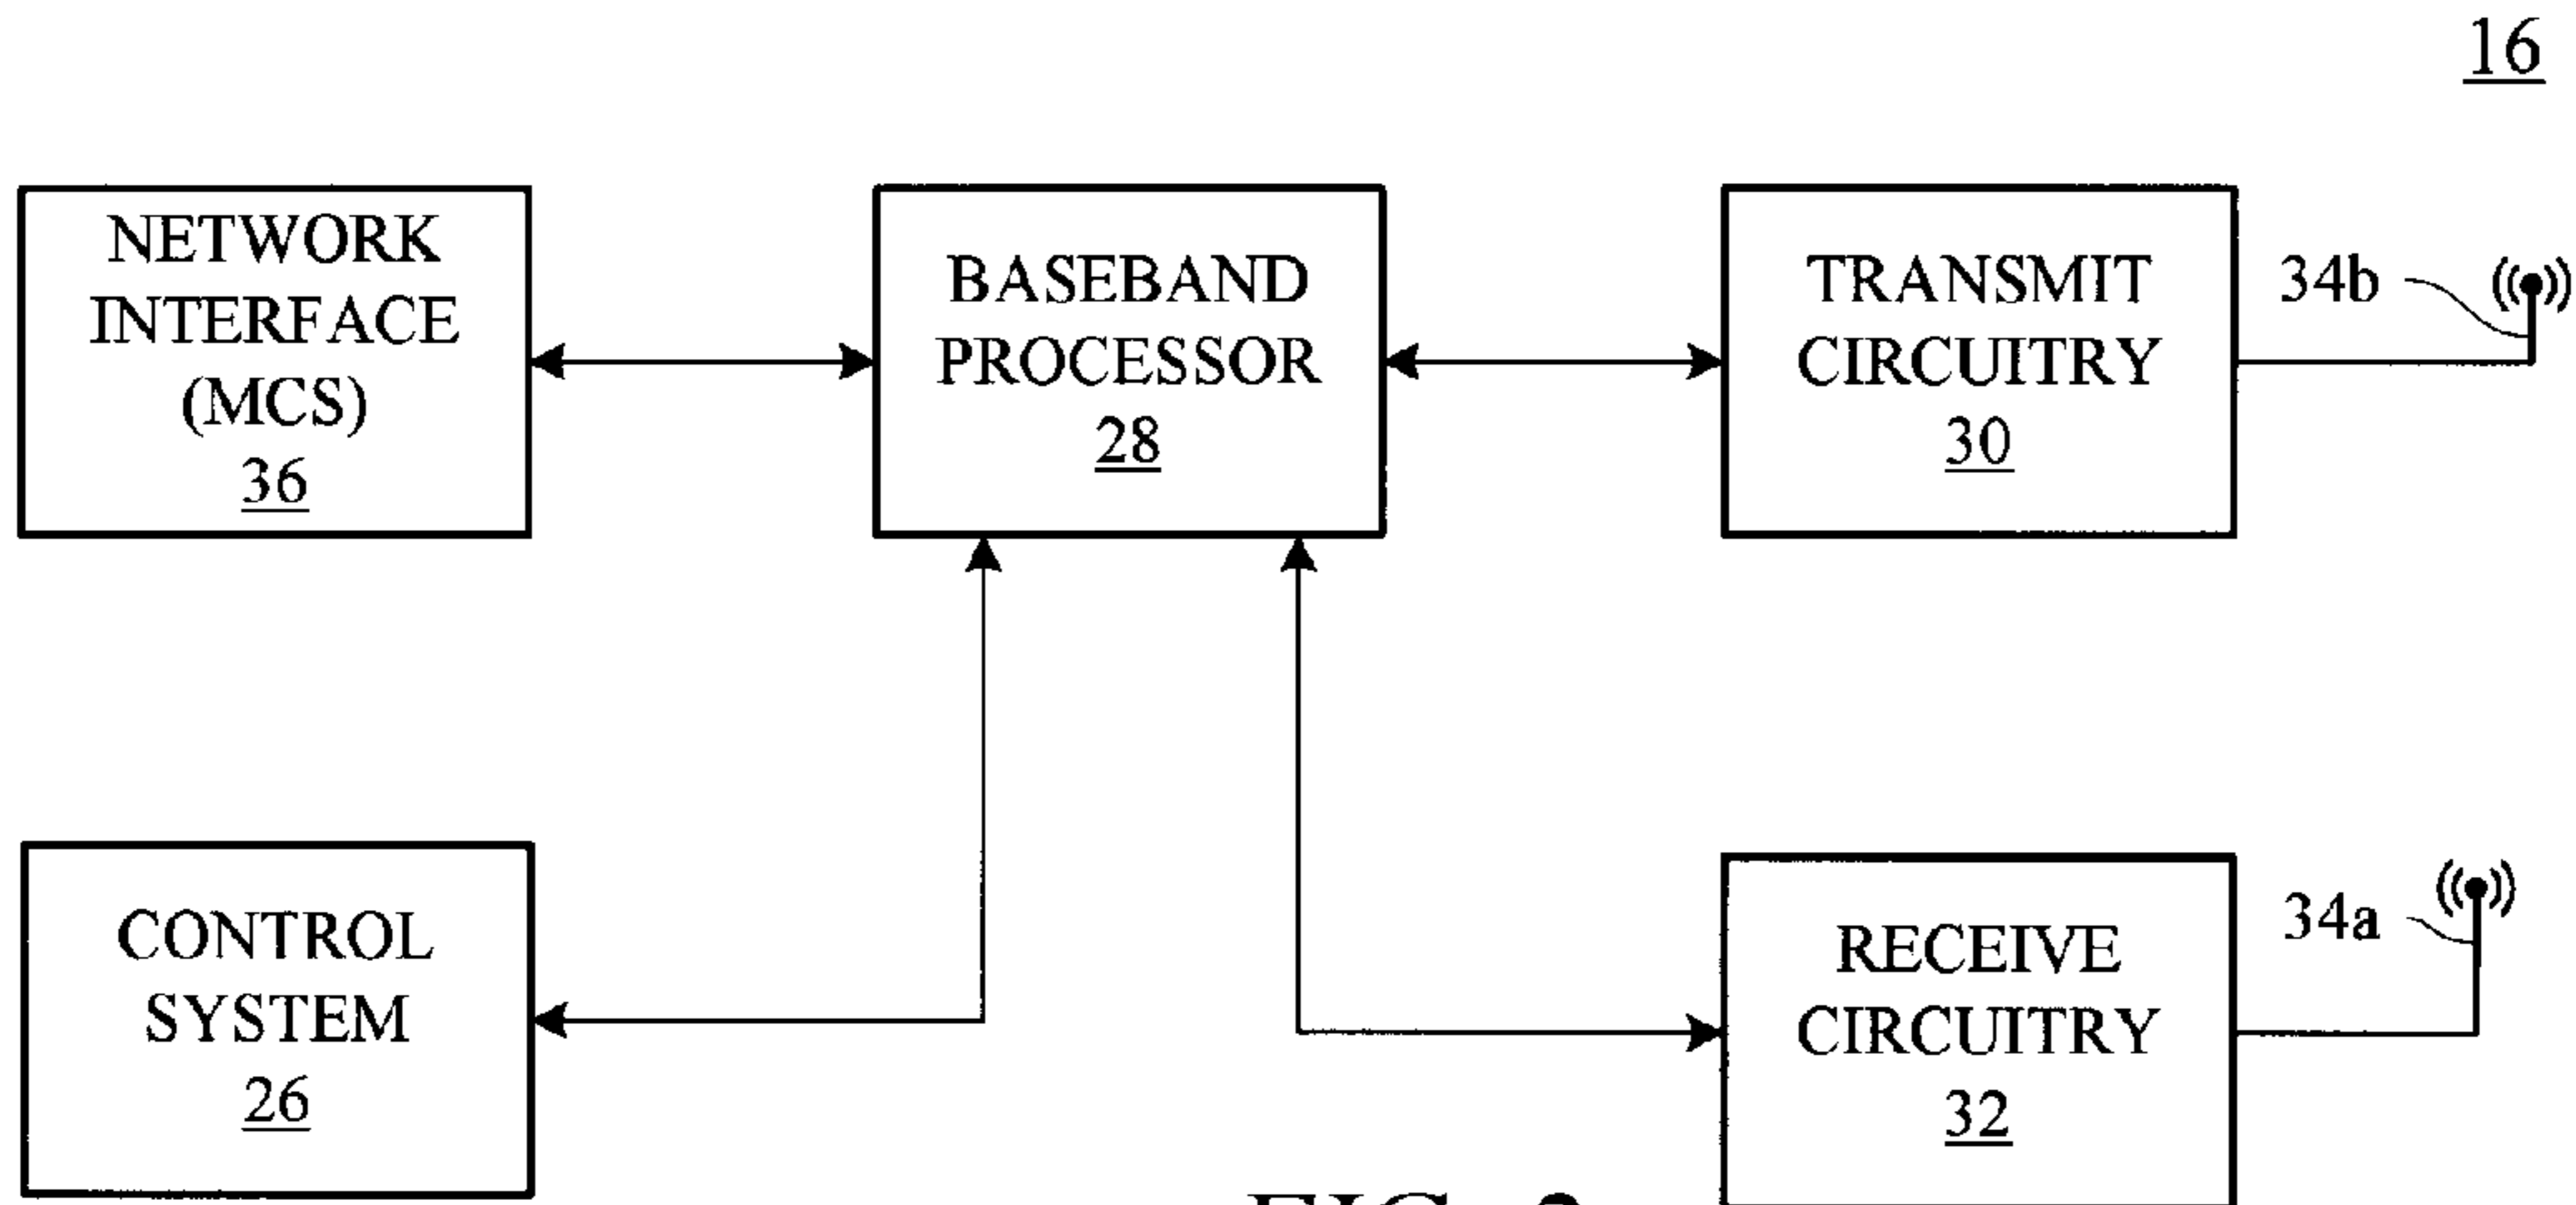 16
NETWORK
INTERFACE
(MCS)
36
BASEBAND
PROCESSOR
28
TRANSMIT
CIRCUITRY
30
34b
CONTROL
SYSTEM
26
RECEIVE
CIRCUITRY
32
34a